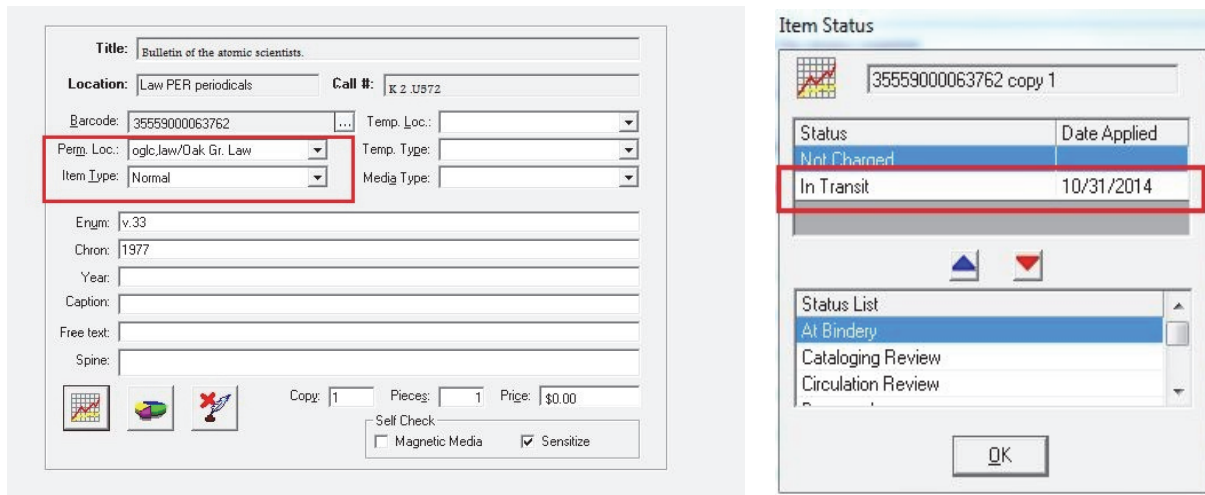 Title: Bulletin of the atomic scientists.
Location: Law PER periodicals Call #: K 2 .U572
Barcode: 35559000063762 ... Temp. Loc.:
Perm. Loc.: oglc,law/Oak Gr. Law Temp. Type:
Item Type: Normal Media Type:
Enum: v.33
Chron: 1977
Year:
Caption:
Free text:
Spine:
Copy: 1 Pieces: 1 Price: $0.00
Self Check
Magnetic Media Sensitize
Item Status
35559000063762 copy 1
Status Date Applied
Not Charged
In Transit 10/31/2014
Status List
At Bindery
Cataloging Review
Circulation Review
OK